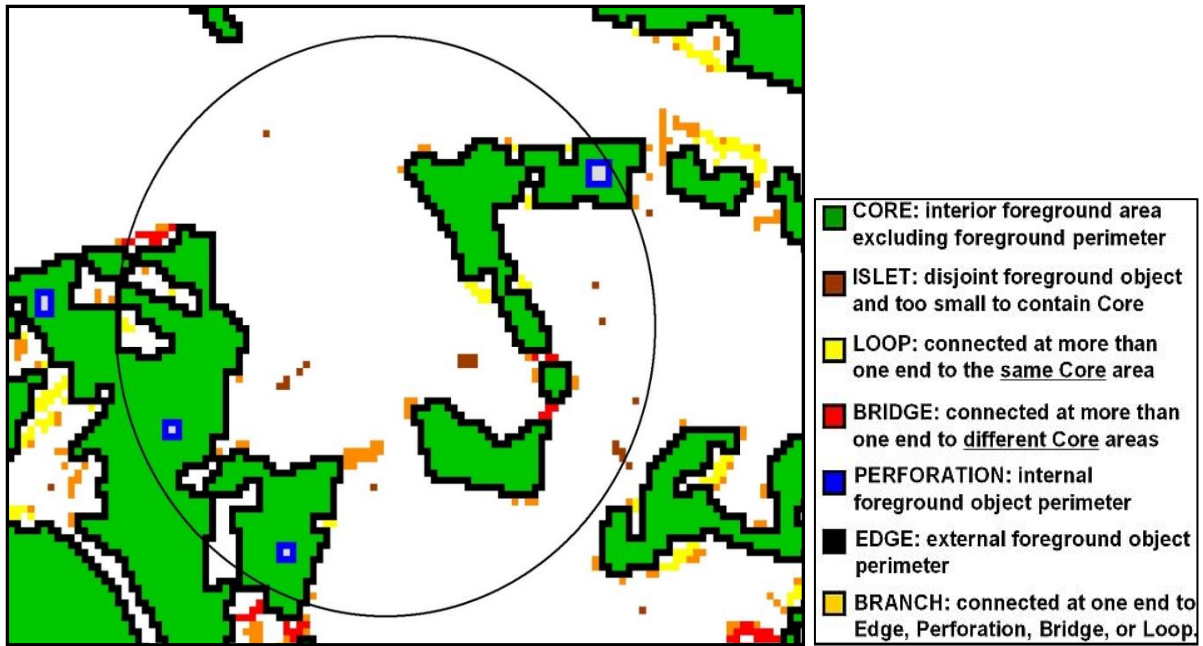 CORE: interior foreground area
excluding foreground perimeter
ISLET: disjoint foreground object
and too small to contain Core
LOOP: connected at more than
one end to the same Core area
BRIDGE: connected at more than
one end to different Core areas
PERFORATION: internal
foreground object perimeter
EDGE: external foreground object
perimeter
BRANCH: connected at one end to
Edge, Perforation, Bridge, or Loop.